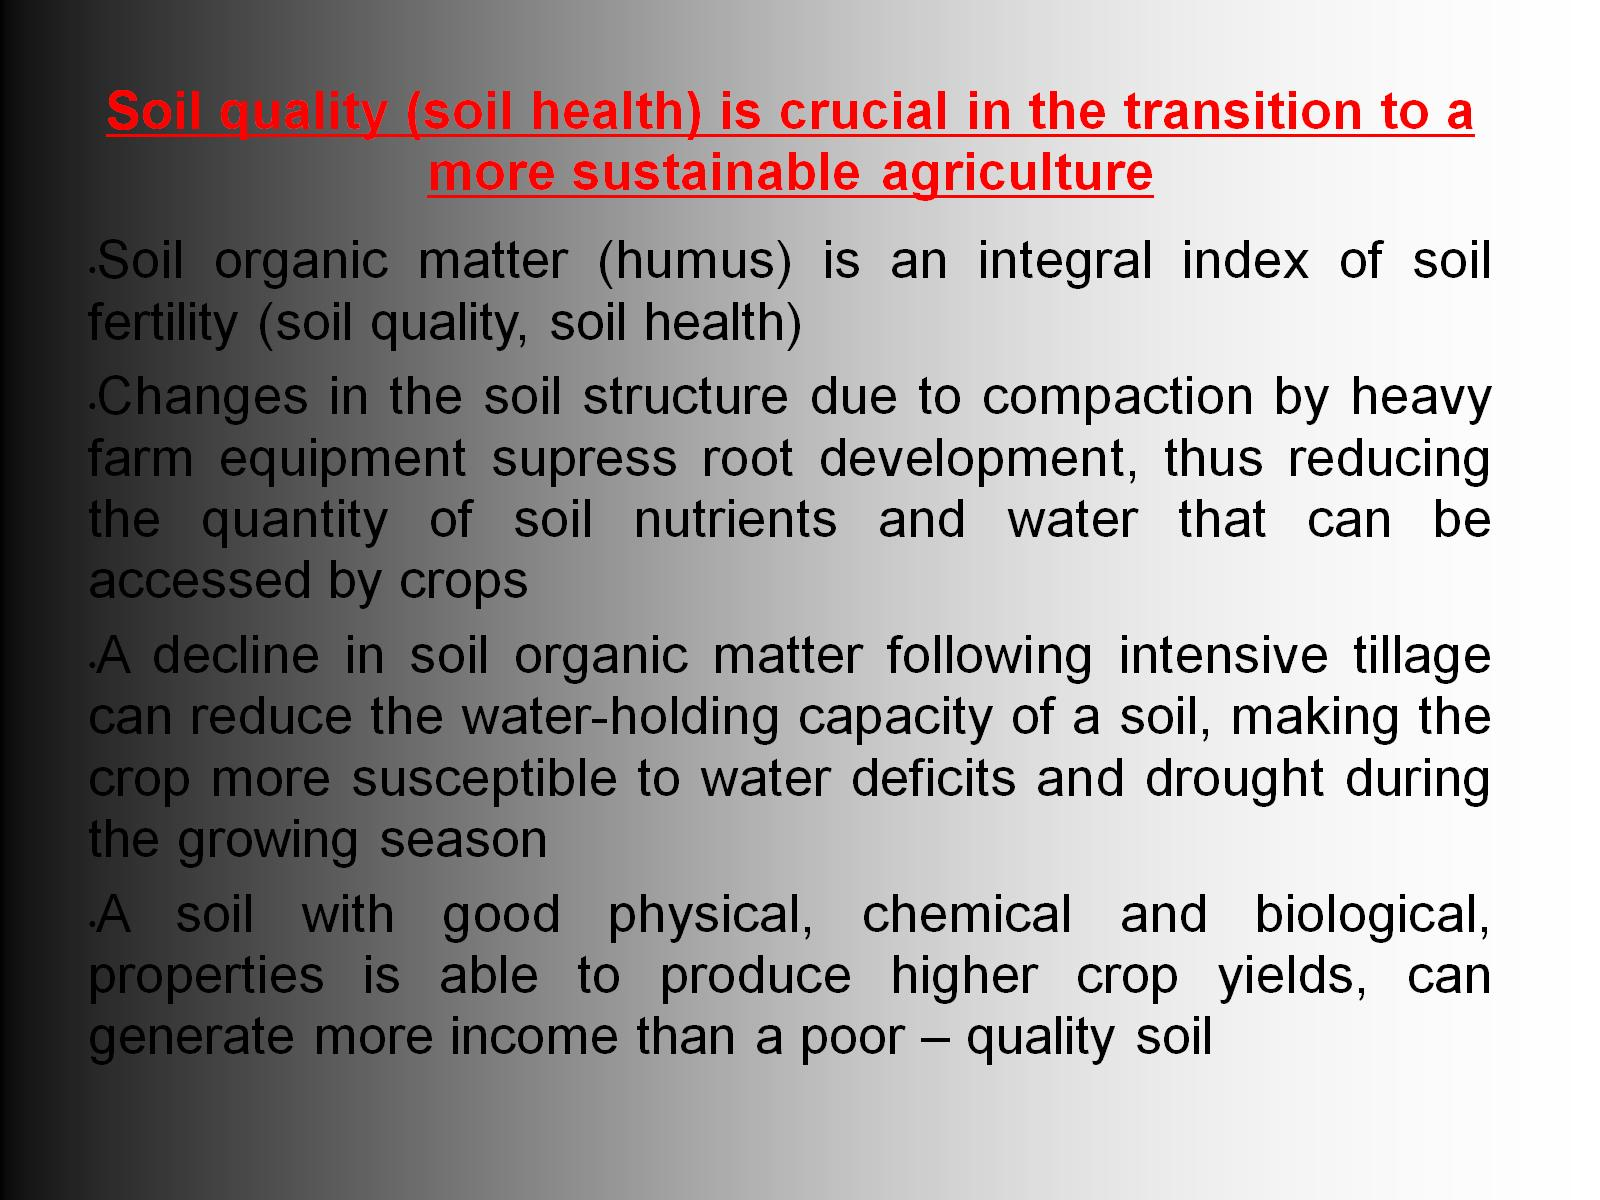 Soil quality (soil health) is crucial in the transition to a
more sustainable agriculture
•Soil organic matter (humus) is an integral index of soil
fertility (soil quality, soil health)
•Changes in the soil structure due to compaction by heavy
farm equipment supress root development, thus reducing
the quantity of soil nutrients and water that can be
accessed by crops
•A decline in soil organic matter following intensive tillage
can reduce the water-holding capacity of a soil, making the
crop more susceptible to water deficits and drought during
the growing season
•A soil with good physical, chemical and biological,
properties is able to produce higher crop yields, can
generate more income than a poor – quality soil